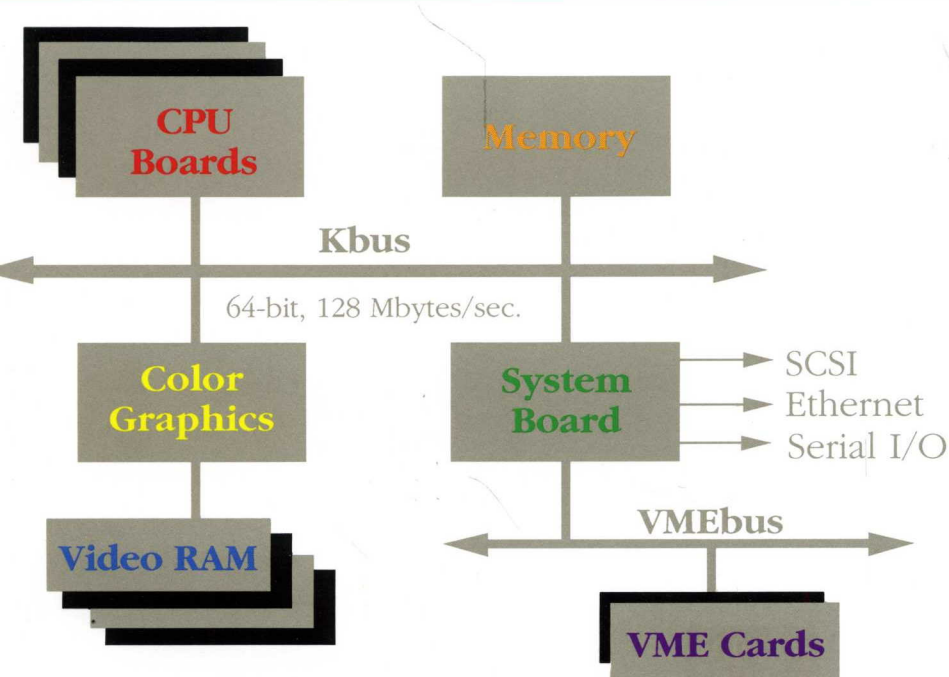 CPU
Boards
Memory
Kbus
64-bit, 128 Mbytes/sec.
Color
Graphics
System
Board
SCSI
Ethernet
Serial I/O
Video RAM
VMEbus
VME Cards